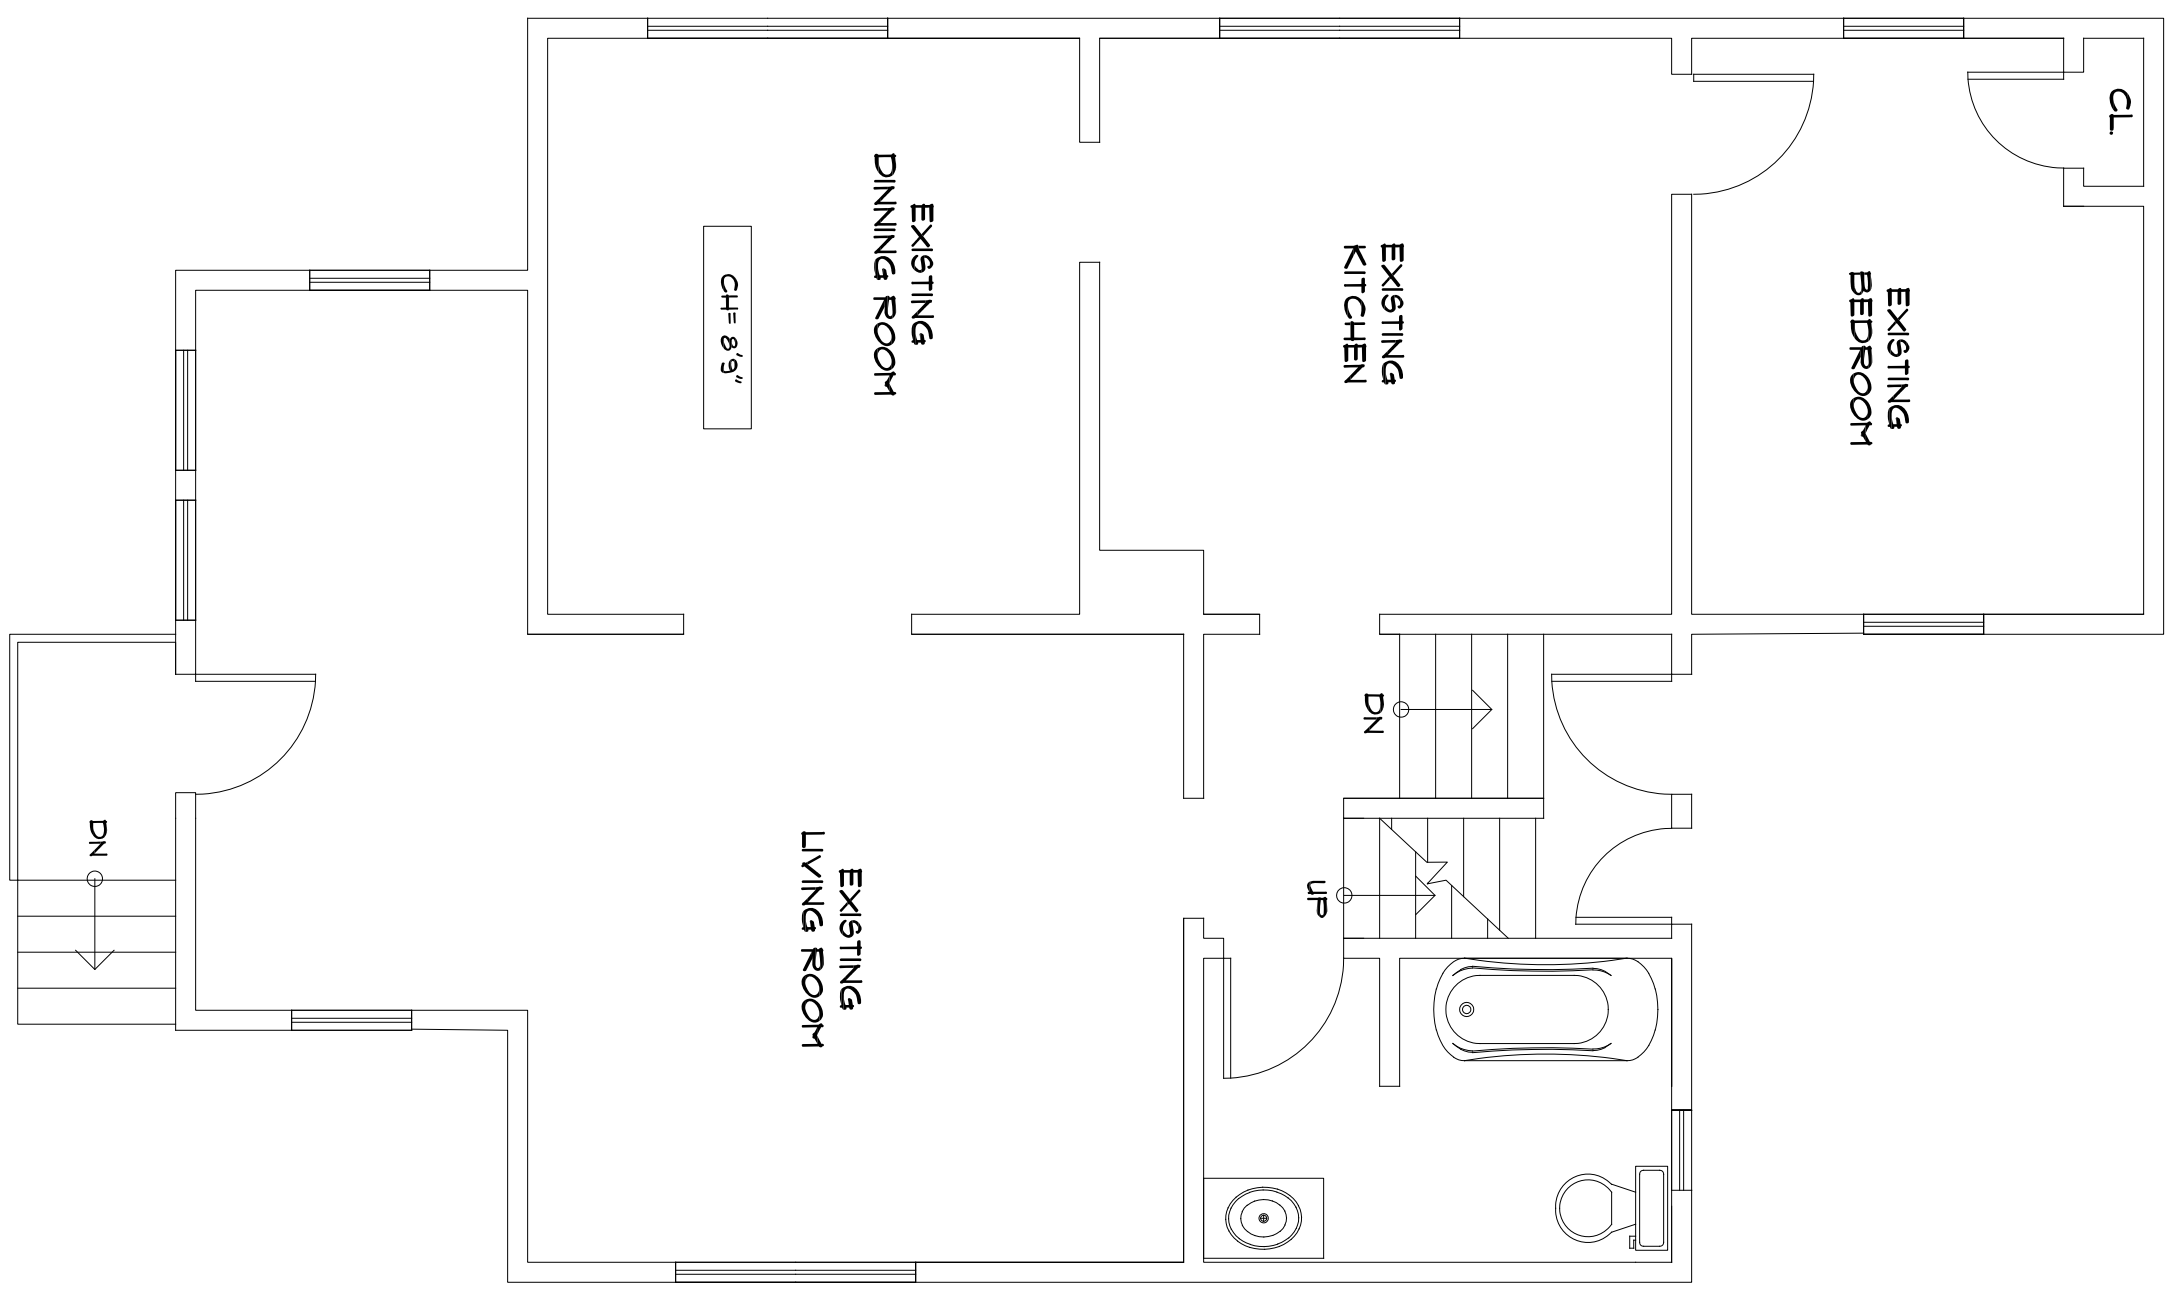 CL.
EXISTING
BEDROOM
EXISTING
KITCHEN
EXISTING
DINNING ROOM
CH= 8'9"
DN
UP
EXISTING
LIVING ROOM
DN